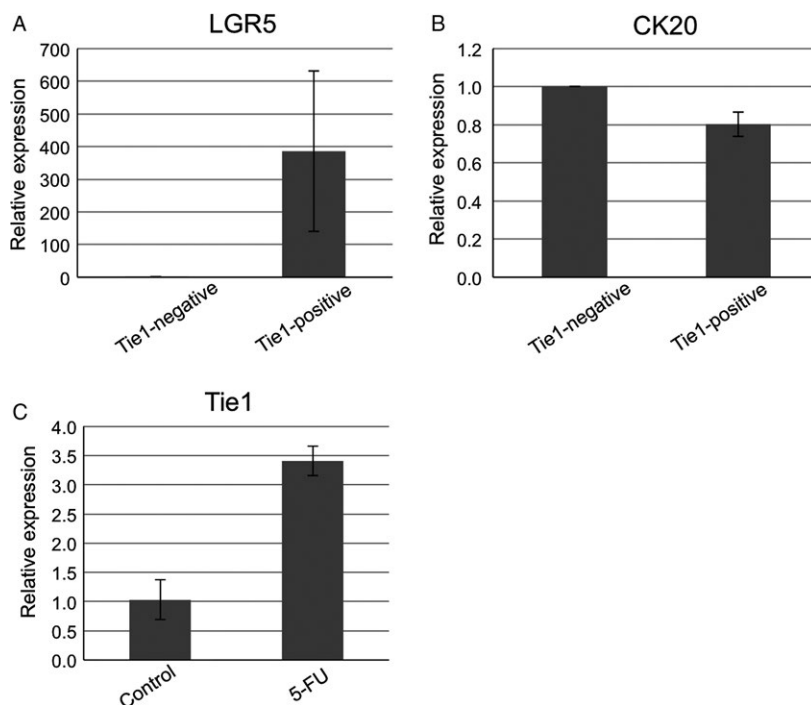 A
LGR5
Relative expression
700
600
500
400
300
200
100
0
Tie1-negative
Tie1-positive
B
CK20
Relative expression
1.2
1.0
0.8
0.6
0.4
0.2
0.0
Tie1-negative
Tie1-positive
C
Tie1
Relative expression
4.0
3.5
3.0
2.5
2.0
1.5
1.0
0.5
0.0
Control
5-FU